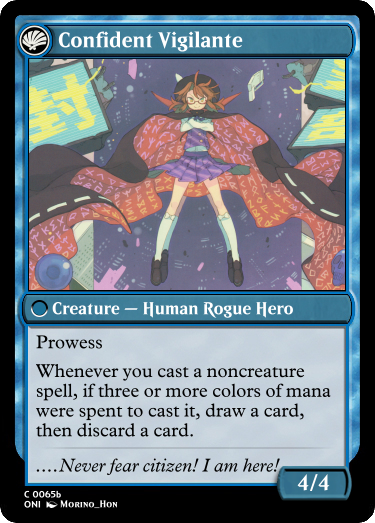 Confident Vigilante
封
Creature — Human Rogue Hero
Prowess
Whenever you cast a noncreature
spell, if three or more colors of mana
were spent to cast it, draw a card,
then discard a card.
....Never fear citizen! I am here!
4/4
C 0065b
ONI Morino_Hon